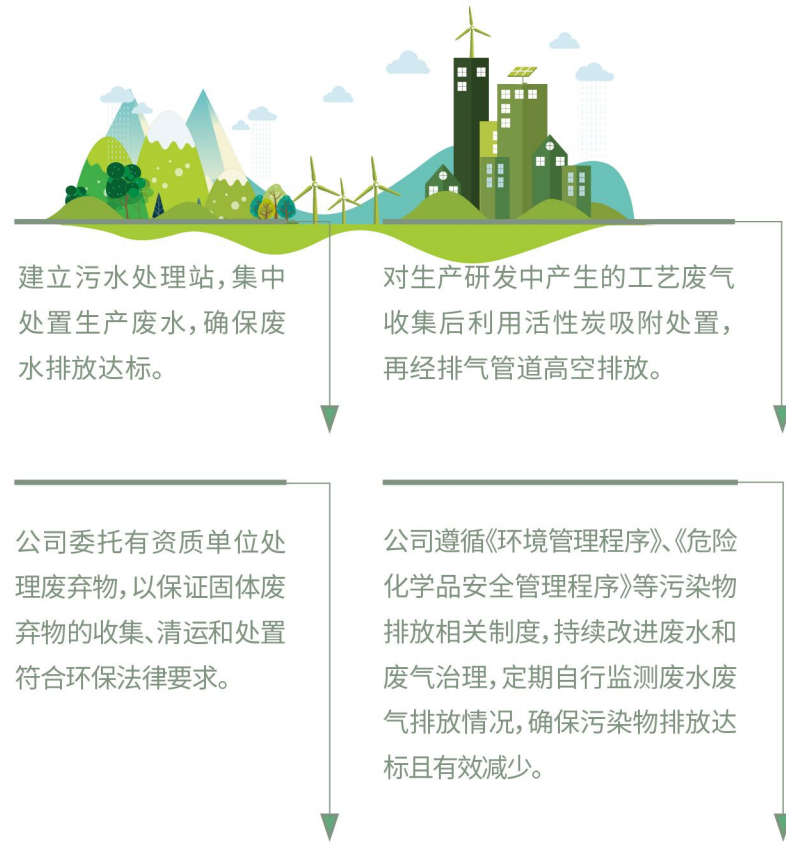 建立污水处理站，集中
处置生产废水，确保废
水排放达标。
对生产研发中产生的工艺废气
收集后利用活性炭吸附处置，
再经排气管道高空排放。
公司委托有资质单位处
理废弃物，以保证固体废
弃物的收集、清运和处置
符合环保法律要求。
公司遵循《环境管理程序》、《危险
化学品安全管理程序》等污染物
排放相关制度，持续改进废水和
废气治理，定期自行监测废水废
气排放情况，确保污染物排放达
标且有效减少。